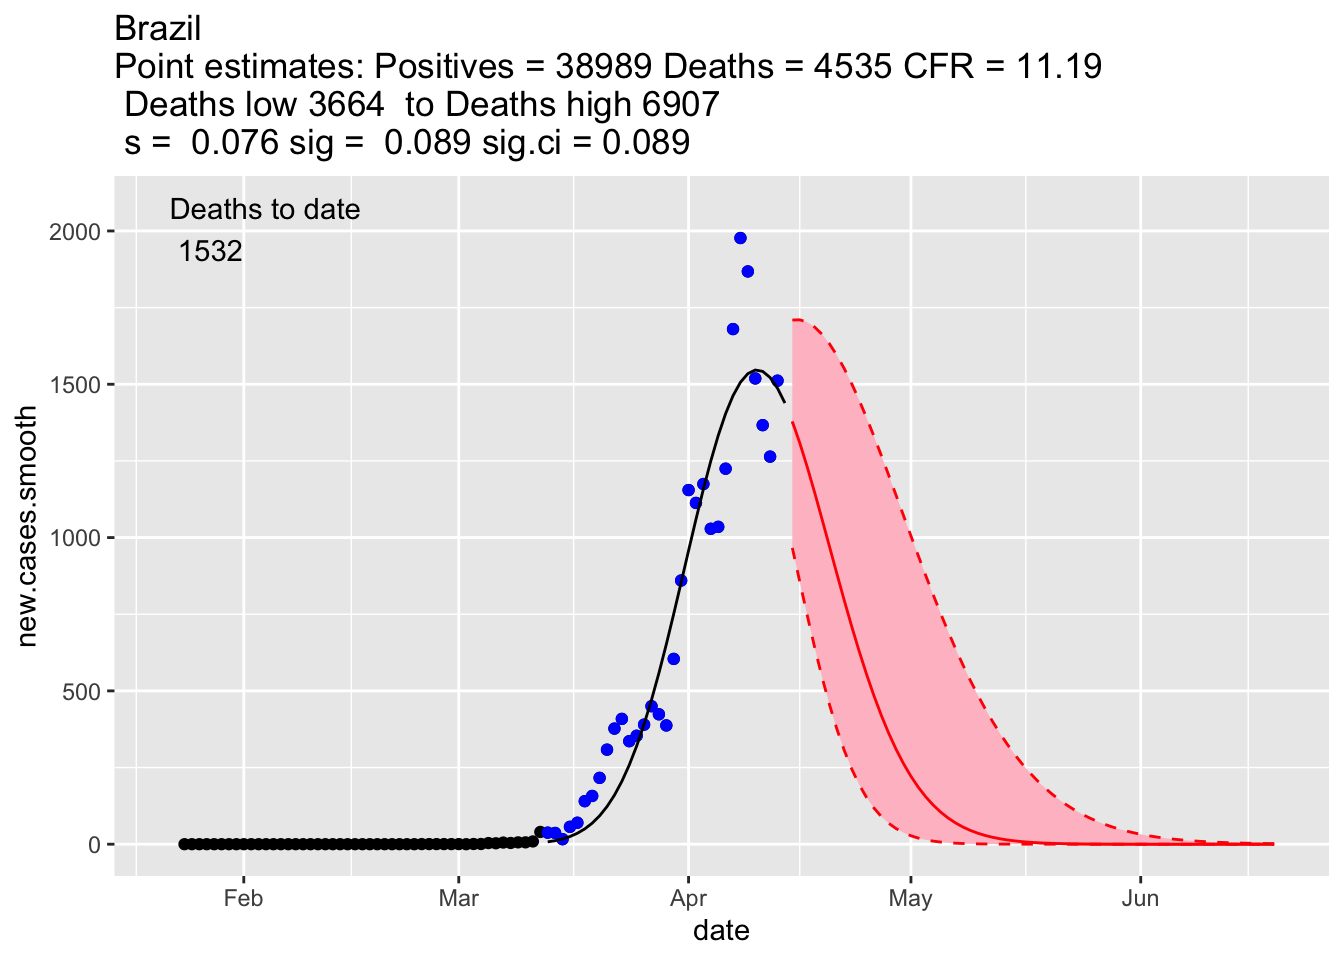 Brazil
Point estimates: Positives = 38989 Deaths = 4535 CFR = 11.19
Deaths low 3664  to Deaths high 6907
s =  0.076 sig =  0.089 sig.ci = 0.089
Deaths to date
1532
2000
1500
1000
500
0
new.cases.smooth
Feb Mar Apr May Jun
date